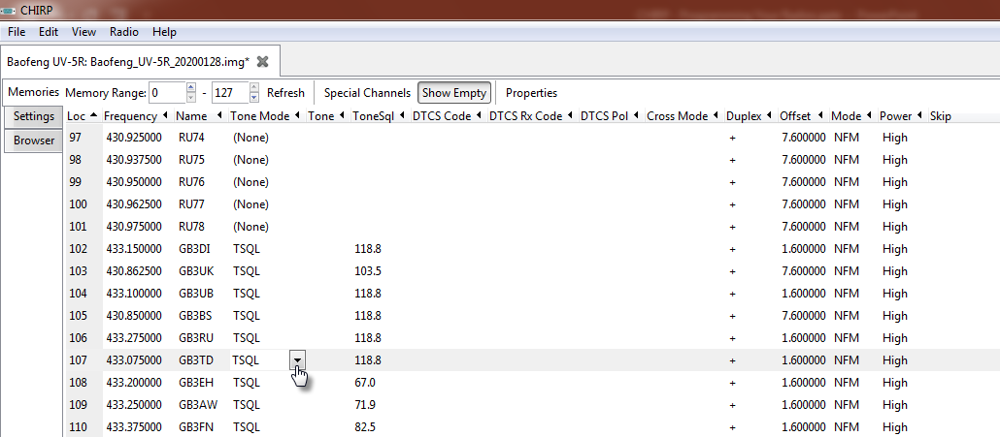 CHIRP
File Edit View Radio Help
Baofeng UV-5R: Baofeng_UV-5R_20200128.img*
Memories Memory Range: 0 - 127 Refresh Special Channels Show Empty Properties
Settings
Browser
Loc Frequency Name Tone Mode Tone ToneSql DTCS Code DTCS Rx Code DTCS Pol Cross Mode Duplex Offset Mode Power Skip
97 430.925000 RU74 (None) + 7.600000 NFM High
98 430.937500 RU75 (None) + 7.600000 NFM High
99 430.950000 RU76 (None) + 7.600000 NFM High
100 430.962500 RU77 (None) + 7.600000 NFM High
101 430.975000 RU78 (None) + 7.600000 NFM High
102 433.150000 GB3DI TSQL 118.8 + 1.600000 NFM High
103 430.862500 GB3UK TSQL 103.5 + 7.600000 NFM High
104 433.100000 GB3UB TSQL 118.8 + 1.600000 NFM High
105 430.850000 GB3BS TSQL 118.8 + 7.600000 NFM High
106 433.275000 GB3RU TSQL 118.8 + 1.600000 NFM High
107 433.075000 GB3TD TSQL 118.8 + 1.600000 NFM High
108 433.200000 GB3EH TSQL 67.0 + 1.600000 NFM High
109 433.250000 GB3AW TSQL 71.9 + 1.600000 NFM High
110 433.375000 GB3FN TSQL 82.5 + 1.600000 NFM High